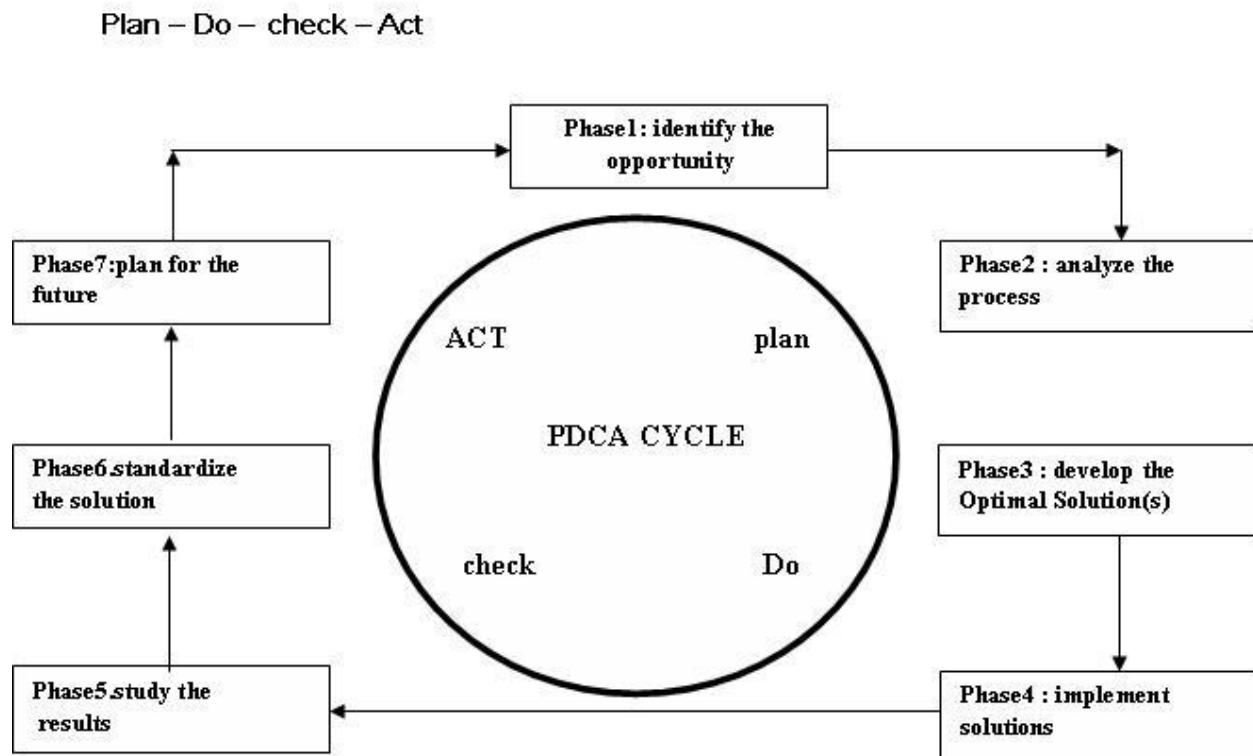 Plan – Do – check – Act
Phase1: identify the
opportunity
Phase2 : analyze the
process
Phase3 : develop the
Optimal Solution(s)
Phase4 : implement
solutions
Phase5.study the
results
Phase6.standardize
the solution
Phase7:plan for the
future
ACT
plan
PDCA CYCLE
check
Do